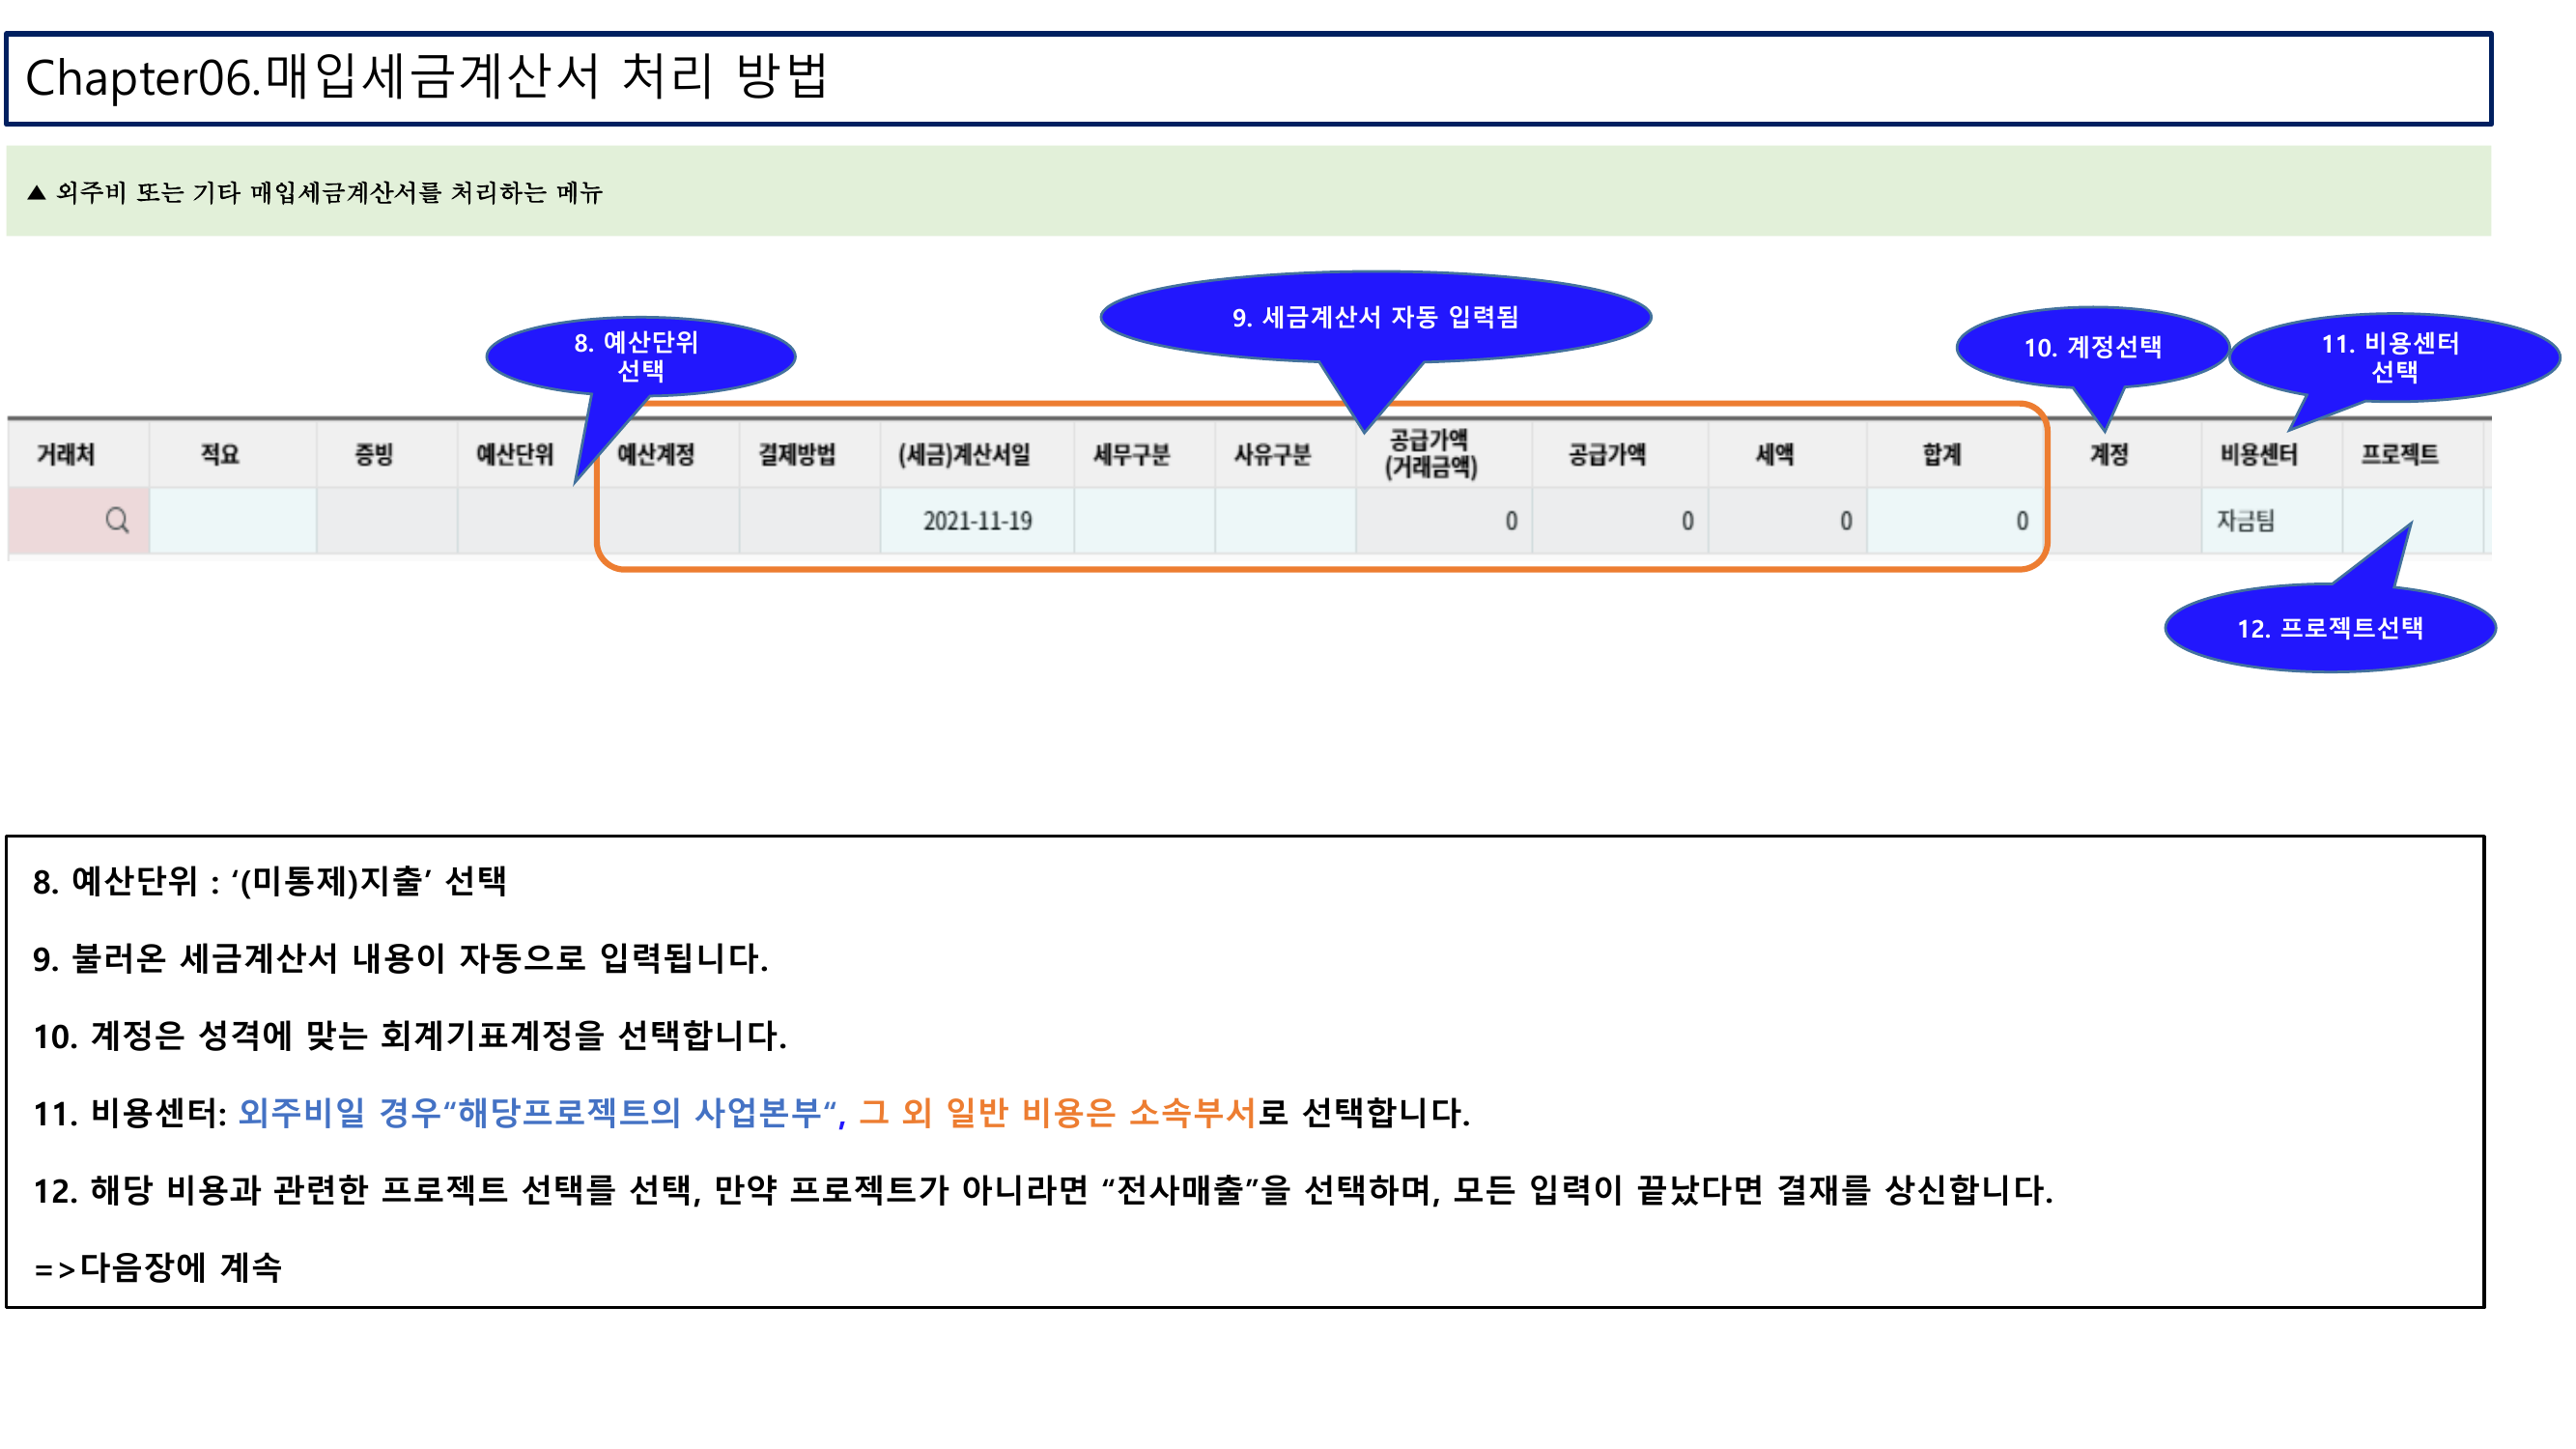 Chapter06.매입세금계산서 처리 방법
▲ 외주비 또는 기타 매입세금계산서를 처리하는 메뉴
8. 예산단위
선택
9. 세금계산서 자동 입력됨
10. 계정선택
11. 비용센터
선택
거래처 적요 증빙 예산단위 예산계정 결제방법 (세금)계산서일 세무구분 사유구분 공급가액 (거래금액) 공급가액 세액 합계 계정 비용센터 프로젝트
2021-11-19 0 0 0 0 자금팀
12. 프로젝트선택
8. 예산단위 : ‘(미통제)지출’ 선택
9. 불러온 세금계산서 내용이 자동으로 입력됩니다.
10. 계정은 성격에 맞는 회계기표계정을 선택합니다.
11. 비용센터: 외주비일 경우“해당프로젝트의 사업본부“, 그 외 일반 비용은 소속부서로 선택합니다.
12. 해당 비용과 관련한 프로젝트 선택를 선택, 만약 프로젝트가 아니라면 “전사매출”을 선택하며, 모든 입력이 끝났다면 결재를 상신합니다.
=>다음장에 계속